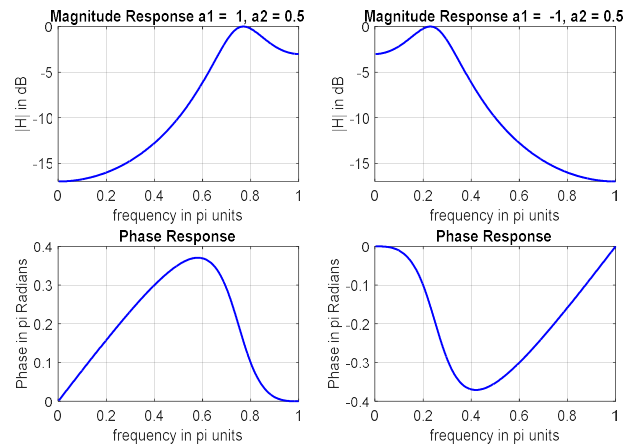 Magnitude Response a1 =  1, a2 = 0.5
0
-5
-10
-15
|H| in dB
0 0.2 0.4 0.6 0.8 1
frequency in pi units
Magnitude Response a1 =  -1, a2 = 0.5
0
-5
-10
-15
|H| in dB
0 0.2 0.4 0.6 0.8 1
frequency in pi units
Phase Response
0.4
0.3
0.2
0.1
0
Phase in pi Radians
0 0.2 0.4 0.6 0.8 1
frequency in pi units
Phase Response
0
-0.1
-0.2
-0.3
-0.4
Phase in pi Radians
0 0.2 0.4 0.6 0.8 1
frequency in pi units